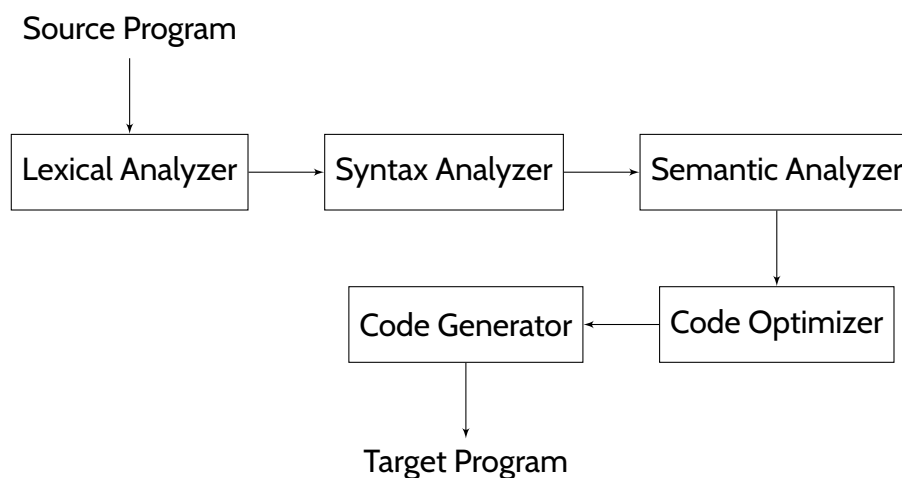 Source Program
Lexical Analyzer
Syntax Analyzer
Semantic Analyzer
Code Generator
Code Optimizer
Target Program